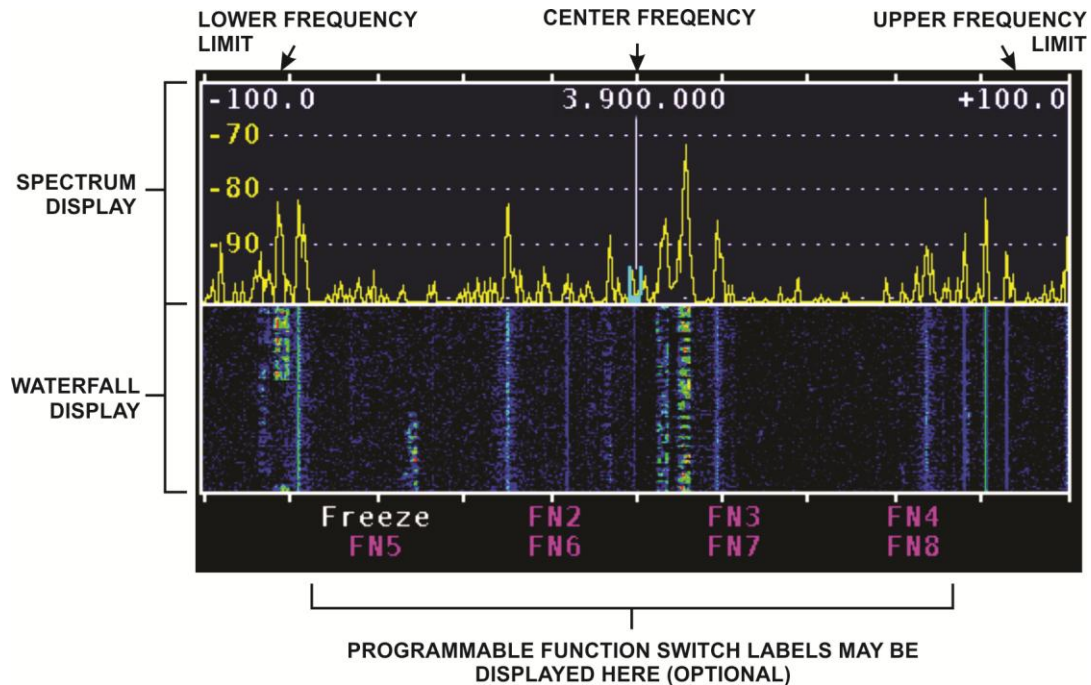 LOWER FREQUENCY
LIMIT
CENTER FREQENCY
UPPER FREQUENCY
LIMIT
-100.0
3.900.000
+100.0
-70
-80
-90
SPECTRUM
DISPLAY
WATERFALL
DISPLAY
Freeze
FN2
FN3
FN4
FN5
FN6
FN7
FN8
PROGRAMMABLE FUNCTION SWITCH LABELS MAY BE
DISPLAYED HERE (OPTIONAL)